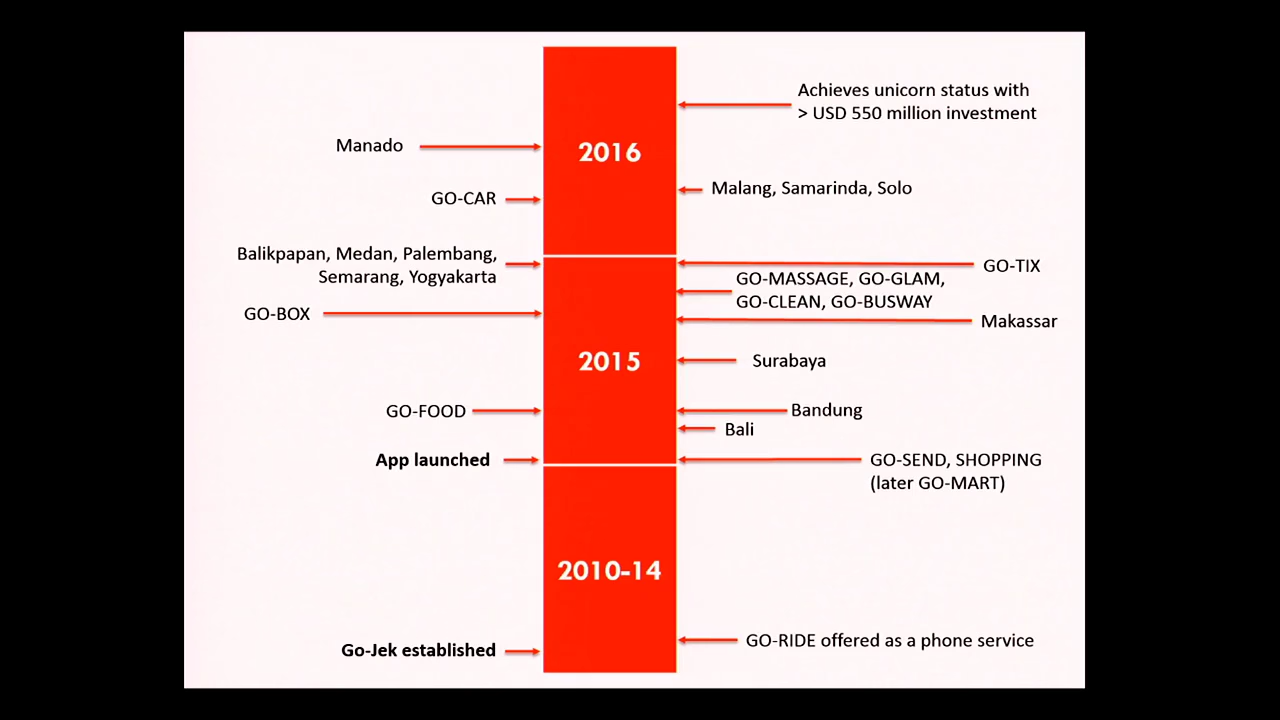 Achieves unicorn status with
> USD 550 million investment
Manado
2016
Malang, Samarinda, Solo
GO-CAR
Balikpapan, Medan, Palembang,
Semarang, Yogyakarta
GO-TIX
GO-MASSAGE, GO-GLAM,
GO-CLEAN, GO-BUSWAY
GO-BOX
Makassar
2015
Surabaya
GO-FOOD
Bandung
Bali
App launched
GO-SEND, SHOPPING
(later GO-MART)
2010-14
GO-RIDE offered as a phone service
Go-Jek established